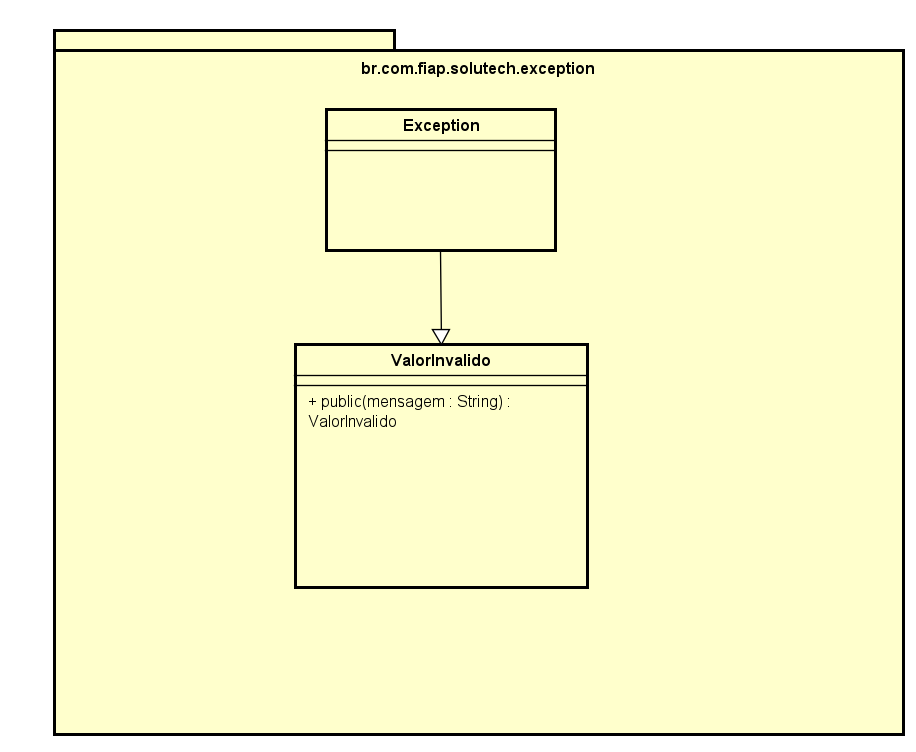 br.com.fiap.solutech.exception
Exception
ValorInvalido
+ public(mensagem : String) :
ValorInvalido